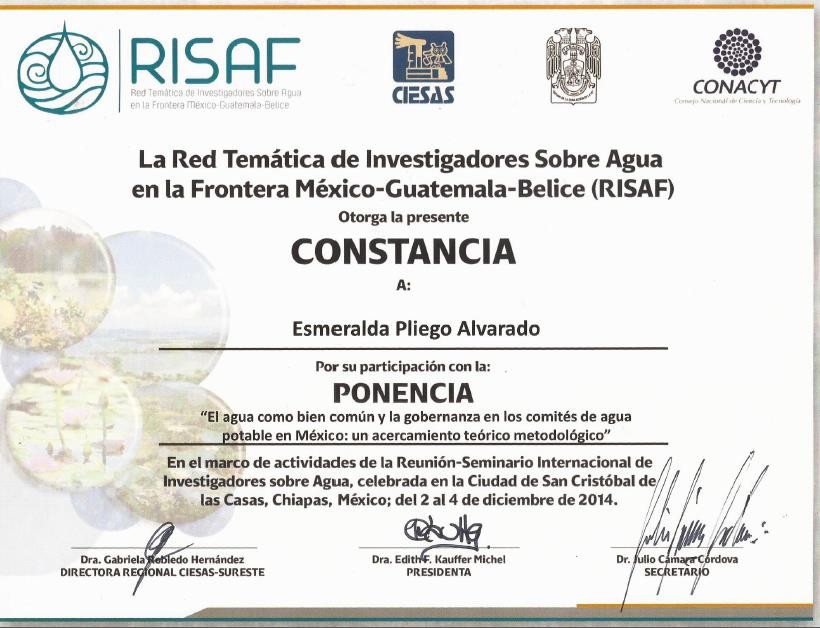 RISAF
Red Temática de Investigadores Sobre Agua
en la Frontera México-Guatemala-Belice
CIESAS
CONACYT
Consejo Nacional de Ciencia y Tecnología
La Red Temática de Investigadores Sobre Agua
en la Frontera México-Guatemala-Belice (RISAF)
Otorga la presente
CONSTANCIA
A:
Esmeralda Pliego Alvarado
Por su participación con la:
PONENCIA
“El agua como bien común y la gobernanza en los comités de agua
potable en México: un acercamiento teórico metodológico”
En el marco de actividades de la Reunión-Seminario Internacional de
Investigadores sobre Agua, celebrada en la Ciudad de San Cristóbal de
las Casas, Chiapas, México; del 2 al 4 de diciembre de 2014.
Dra. Gabriela Robledo Hernández
DIRECTORA REGIONAL CIESAS-SURESTE
Dra. Edith F. Kauffer Michel
PRESIDENTA
Dr. Julio Cámara Córdova
SECRETARIO